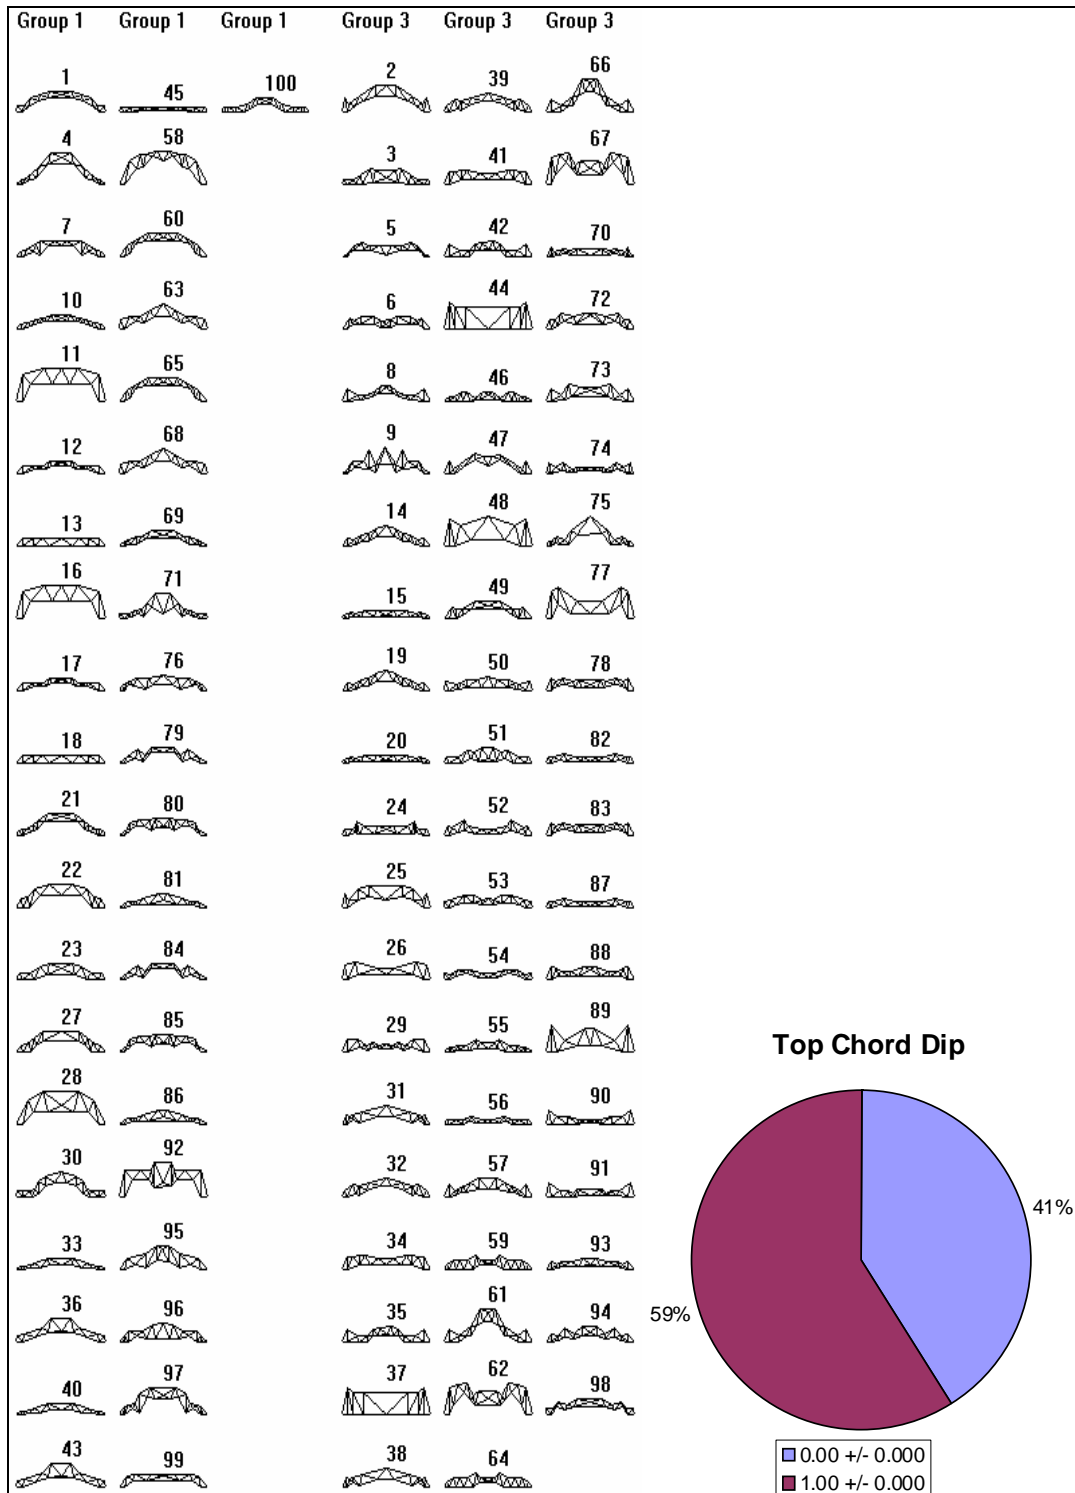 Group 1 Group 1 Group 1 Group 3 Group 3 Group 3
1 45 100 2 39 66
4 58 3 41 67
7 60 5 42 70
10 63 6 44 72
11 65 8 46 73
12 68 9 47 74
13 69 14 48 75
16 71 15 49 77
17 76 19 50 78
18 79 20 51 82
21 80 24 52 83
22 81 25 53 87
23 84 26 54 88
27 85 29 55 89
28 86 31 56 90
30 92 32 57 91
33 95 34 59 93
36 96 35 61 94
40 97 37 62 98
43 99 38 64
Top Chord Dip
41%
59%
0.00 +/- 0.000
1.00 +/- 0.000